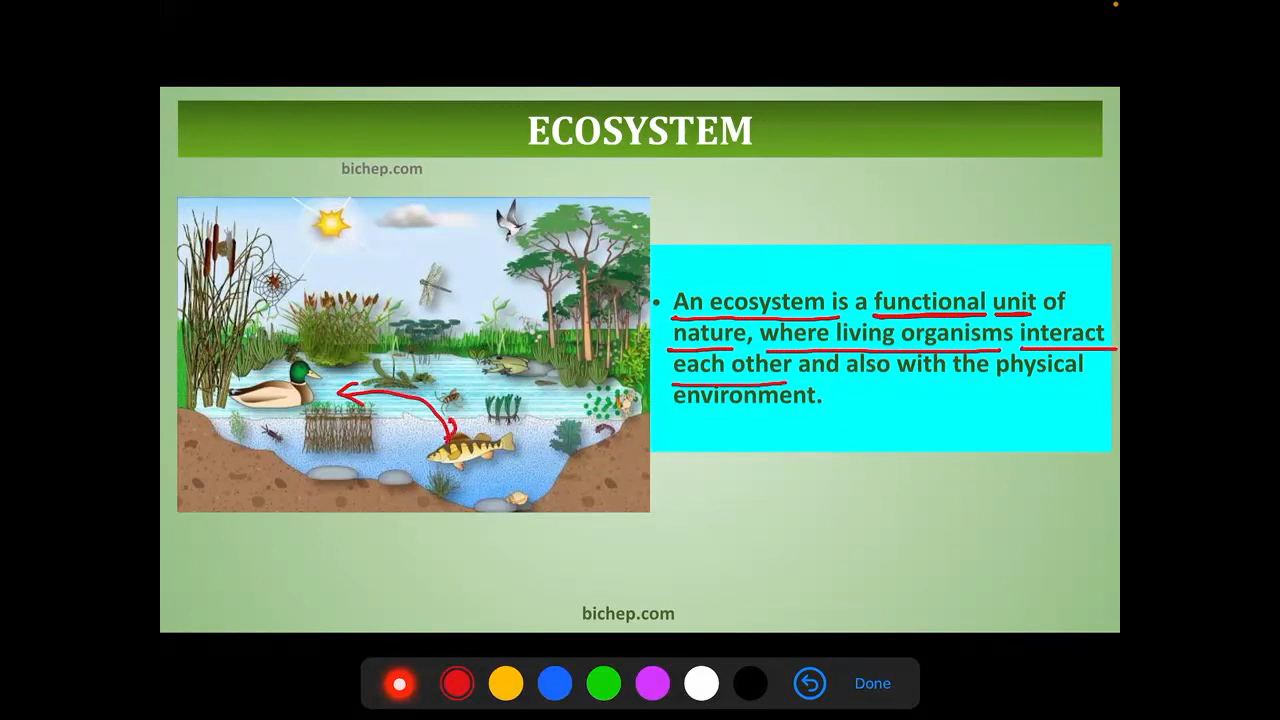 ECOSYSTEM
bichep.com
• An ecosystem is a functional unit of
nature, where living organisms interact
each other and also with the physical
environment.
bichep.com
Done